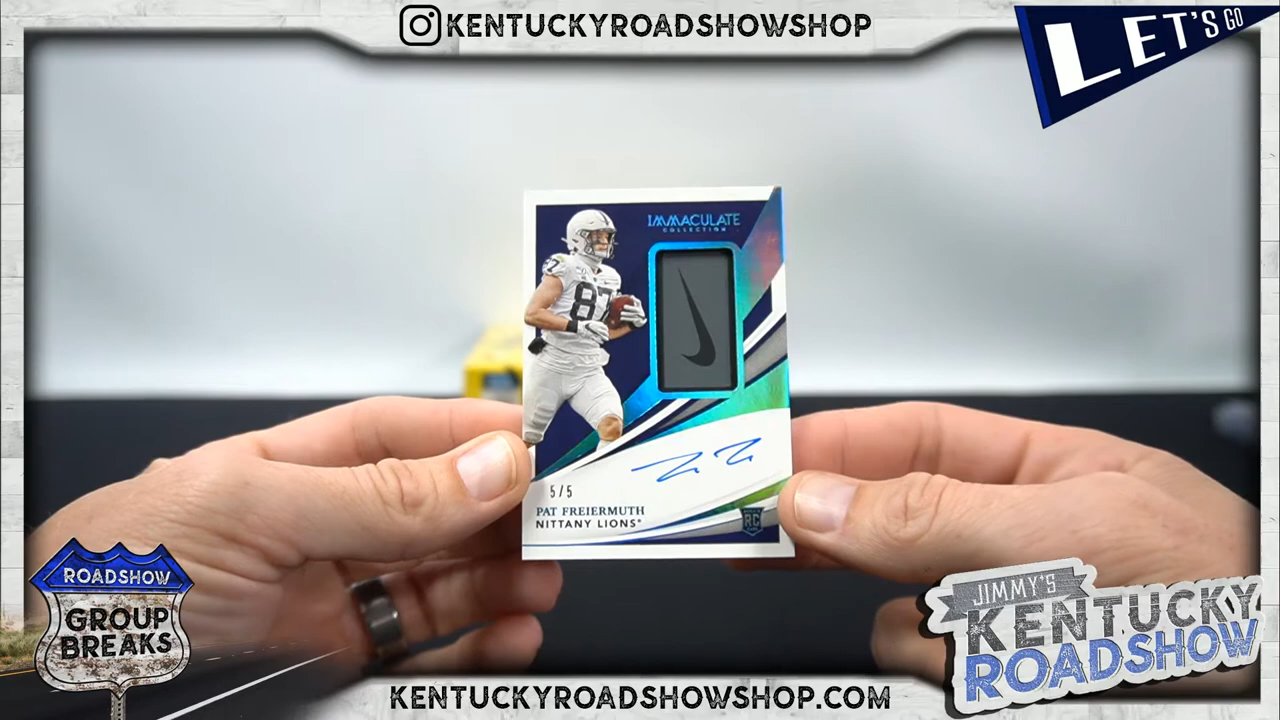 KENTUCKYROADSHOWSHOP
LET'S GO
IMMACULATE
COLLECTION
87
87
5/5
PAT FREIERMUTH
NITTANY LIONS®
RC
ROADSHOW
GROUP
BREAKS
JIMMY'S
KENTUCKY
ROADSHOW
KENTUCKYROADSHOWSHOP.COM